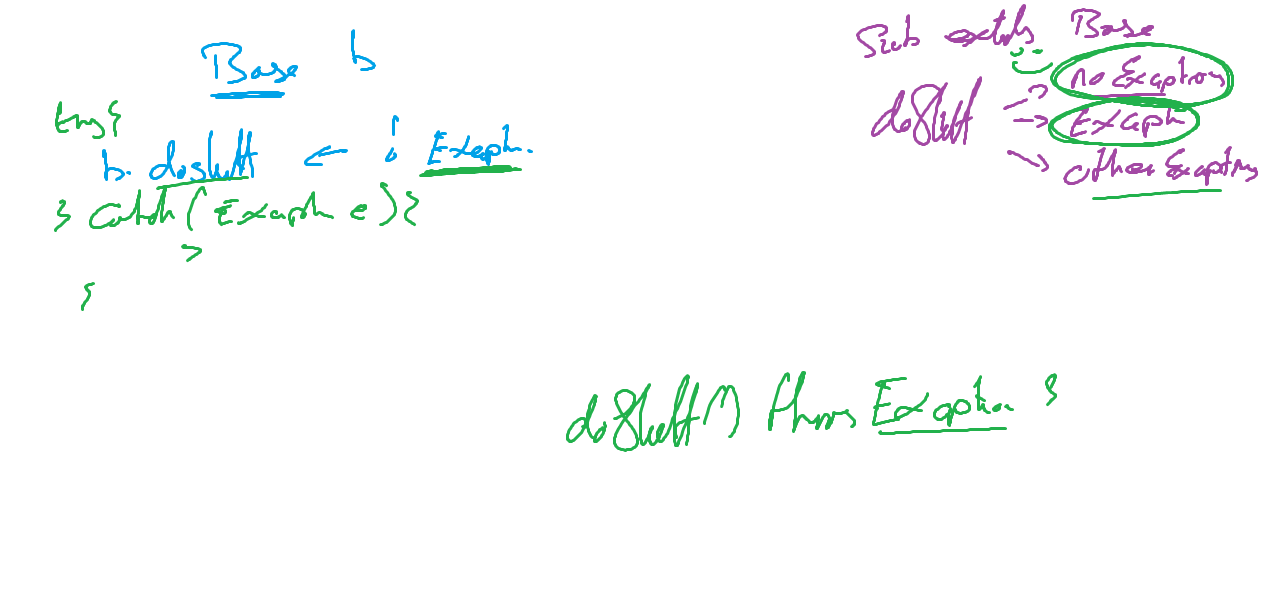 Base b
try {
b. doStuff ← : Exception.
} catch ( Exception e ) {
>
}
Sub extends Base
doStuff → no Exceptions
→ Exception
→ other Exceptions
doStuff() throws Exception {